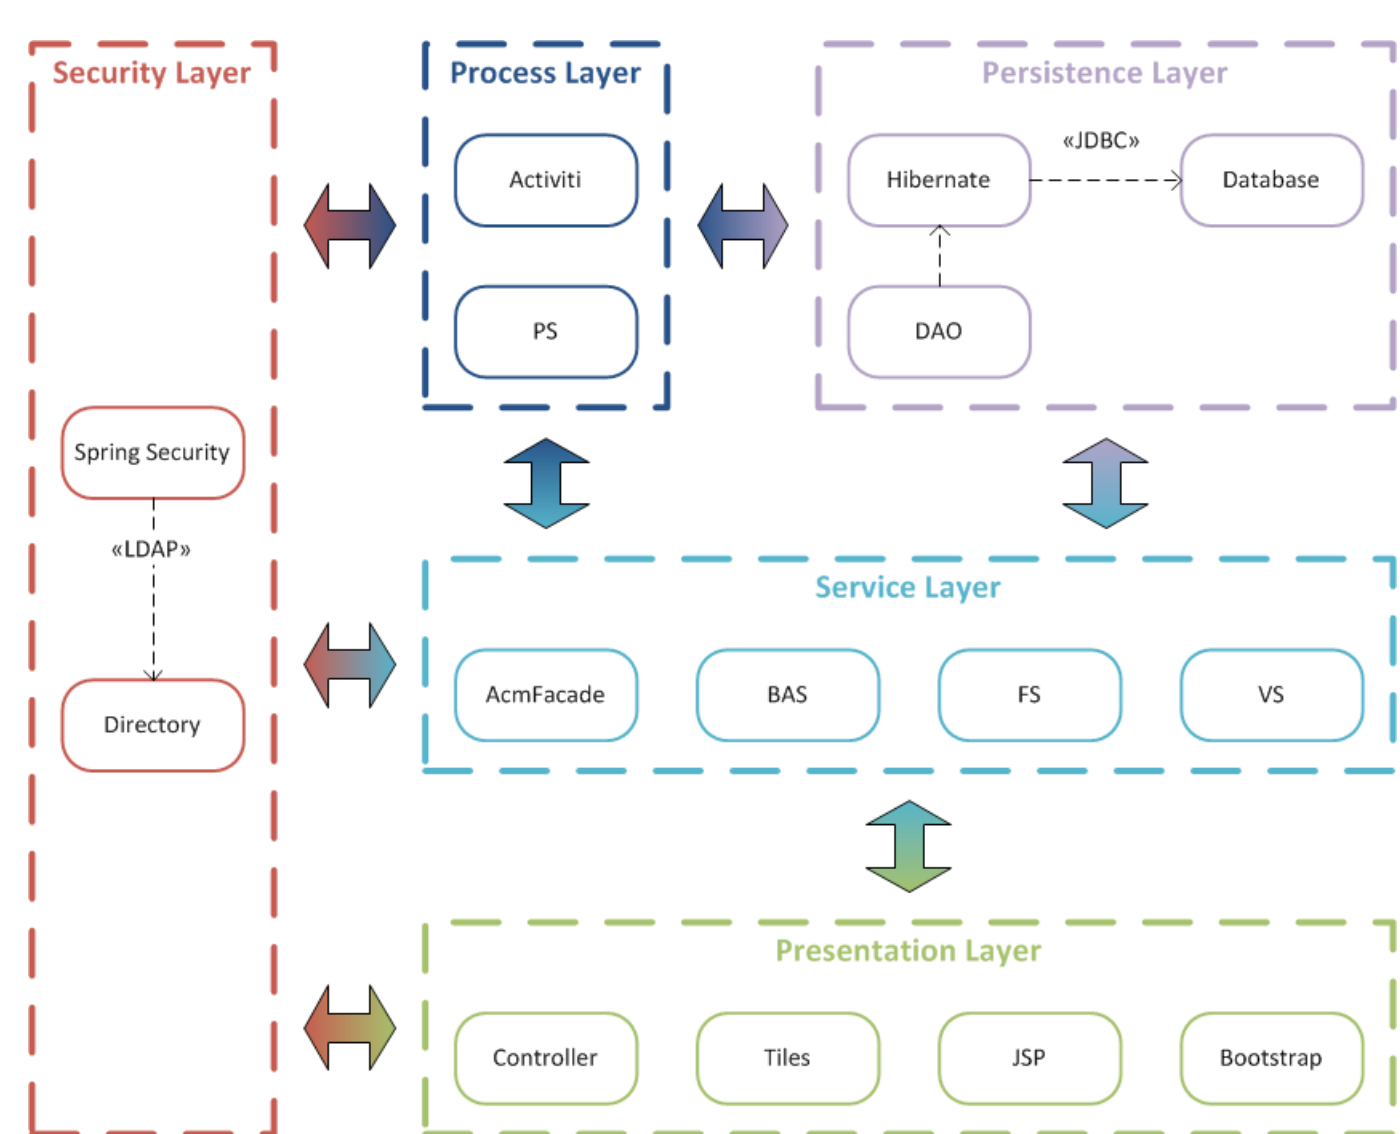 Security Layer
Process Layer
Persistence Layer
«JDBC»
Activiti
Hibernate
Database
PS
DAO
Spring Security
«LDAP»
Directory
Service Layer
AcmFacade
BAS
FS
VS
Presentation Layer
Controller
Tiles
JSP
Bootstrap